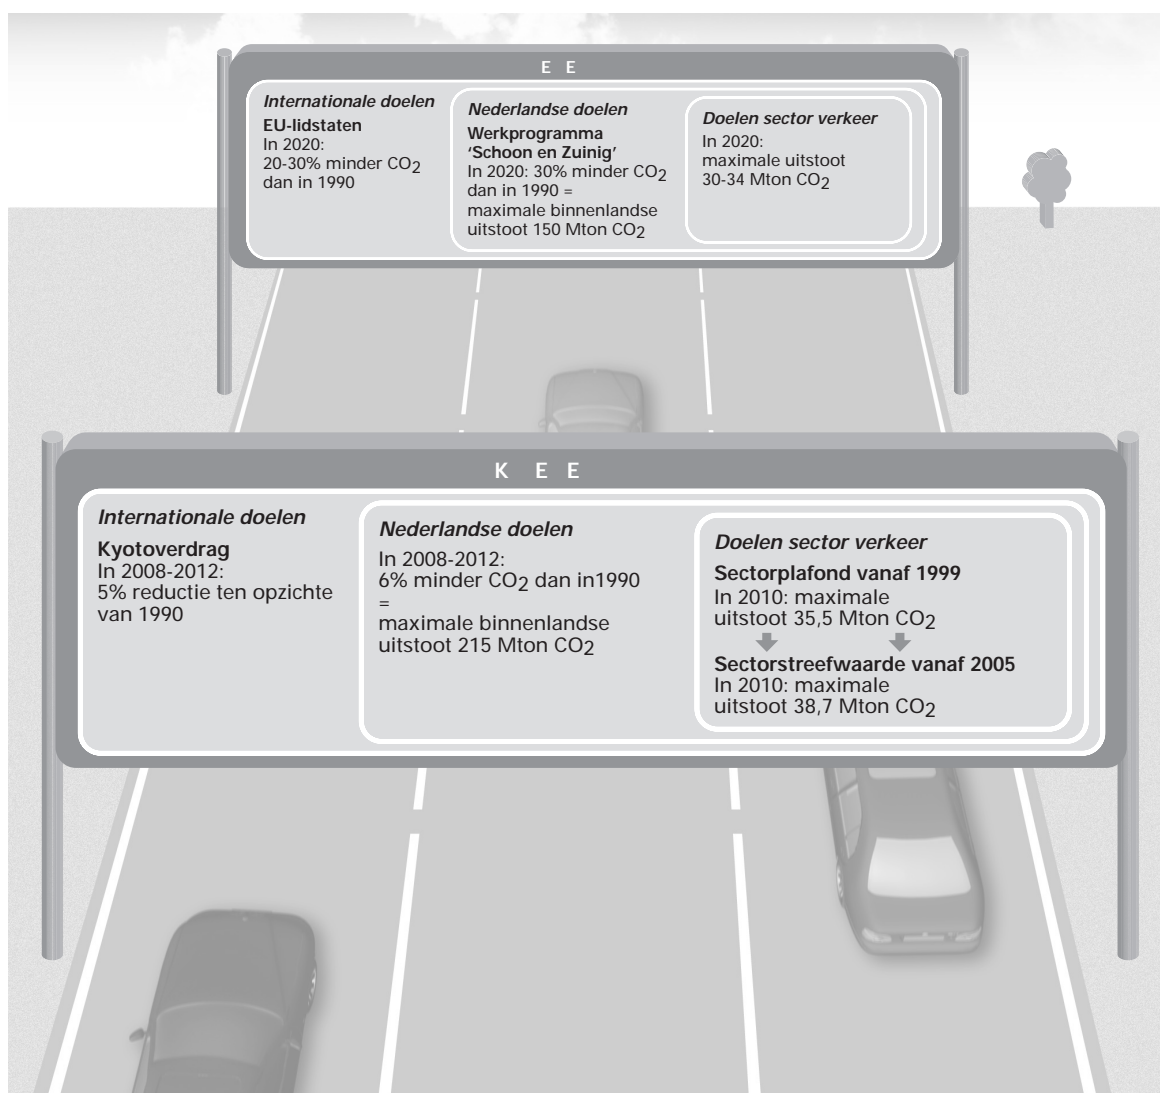 E E
Internationale doelen
EU-lidstaten
In 2020:
20-30% minder CO2
dan in 1990
Nederlandse doelen
Werkprogramma
‘Schoon en Zuinig’
In 2020: 30% minder CO2
dan in 1990 =
maximale binnenlandse
uitstoot 150 Mton CO2
Doelen sector verkeer
In 2020:
maximale uitstoot
30-34 Mton CO2
K E E
Internationale doelen
Kyotoverdrag
In 2008-2012:
5% reductie ten opzichte
van 1990
Nederlandse doelen
In 2008-2012:
6% minder CO2 dan in1990
=
maximale binnenlandse
uitstoot 215 Mton CO2
Doelen sector verkeer
Sectorplafond vanaf 1999
In 2010: maximale
uitstoot 35,5 Mton CO2
Sectorstreefwaarde vanaf 2005
In 2010: maximale
uitstoot 38,7 Mton CO2